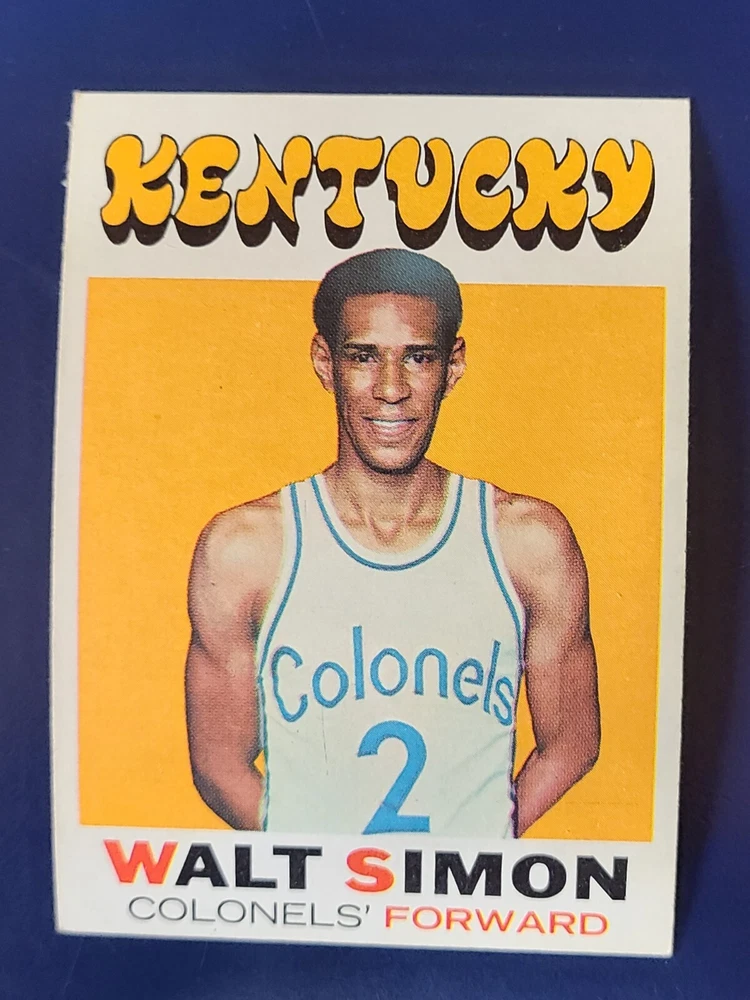 KENTUCKY
Colonels
2
WALT SIMON
COLONELS' FORWARD